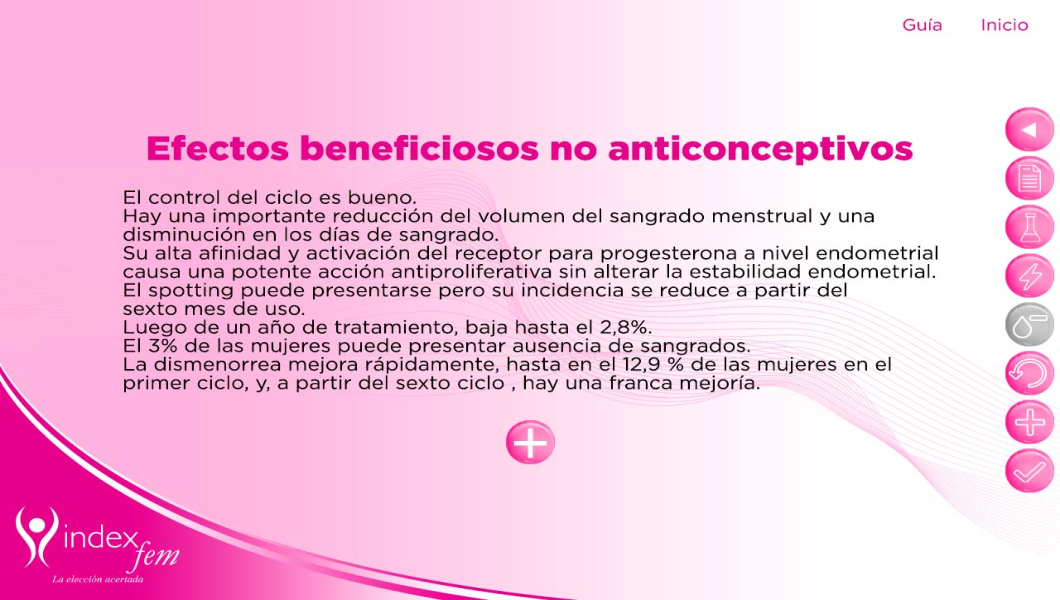 Guía Inicio
Efectos beneficiosos no anticonceptivos
El control del ciclo es bueno.
Hay una importante reducción del volumen del sangrado menstrual y una
disminución en los días de sangrado.
Su alta afinidad y activación del receptor para progesterona a nivel endometrial
causa una potente acción antiproliferativa sin alterar la estabilidad endometrial.
El spotting puede presentarse pero su incidencia se reduce a partir del
sexto mes de uso.
Luego de un año de tratamiento, baja hasta el 2,8%.
El 3% de las mujeres puede presentar ausencia de sangrados.
La dismenorrea mejora rápidamente, hasta en el 12,9 % de las mujeres en el
primer ciclo, y, a partir del sexto ciclo , hay una franca mejoría.
index
fem
La elección acertada